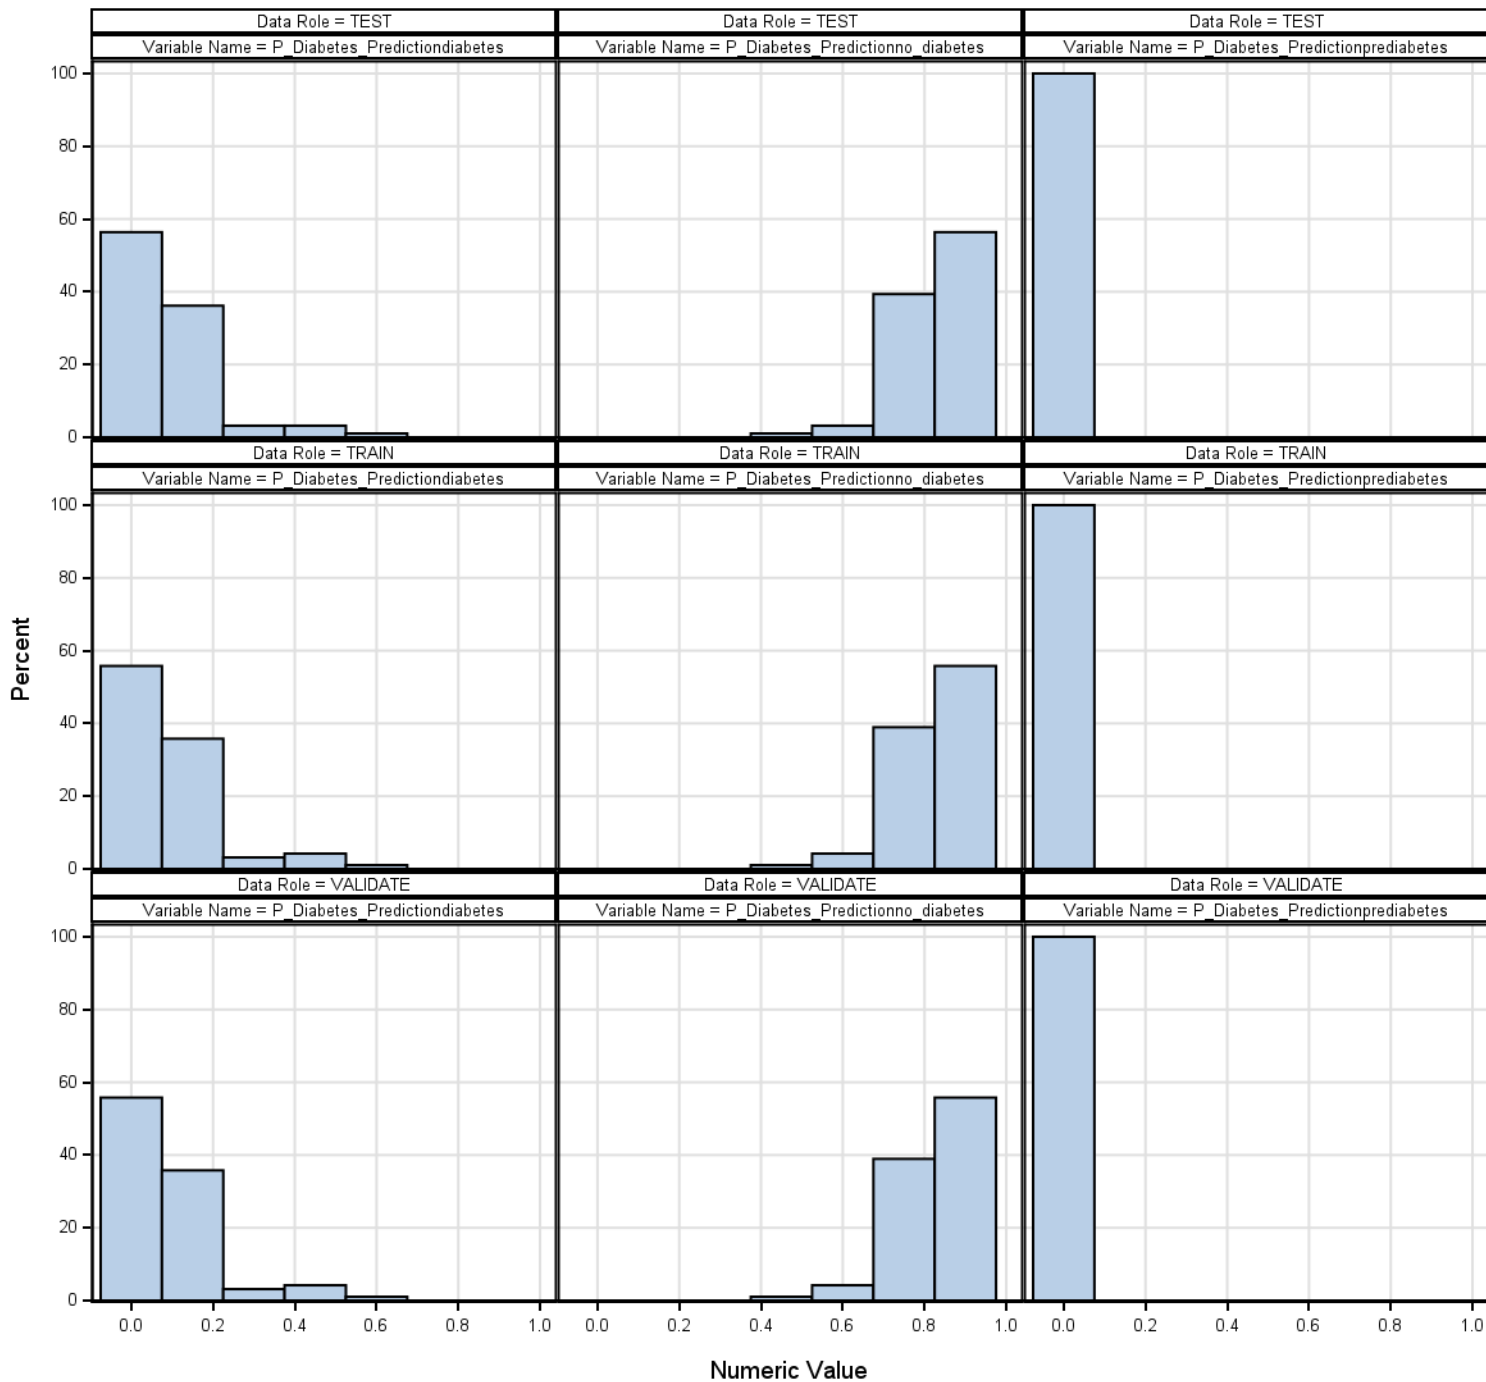 Data Role = TEST
Data Role = TEST
Data Role = TEST
Variable Name = P_Diabetes_Predictiondiabetes
Variable Name = P_Diabetes_Predictionno_diabetes
Variable Name = P_Diabetes_Predictionprediabetes
100
80
60
40
20
0
Data Role = TRAIN
Data Role = TRAIN
Data Role = TRAIN
Variable Name = P_Diabetes_Predictiondiabetes
Variable Name = P_Diabetes_Predictionno_diabetes
Variable Name = P_Diabetes_Predictionprediabetes
100
80
60
40
20
0
Percent
Data Role = VALIDATE
Data Role = VALIDATE
Data Role = VALIDATE
Variable Name = P_Diabetes_Predictiondiabetes
Variable Name = P_Diabetes_Predictionno_diabetes
Variable Name = P_Diabetes_Predictionprediabetes
100
80
60
40
20
0
0.0 0.2 0.4 0.6 0.8 1.0
0.0 0.2 0.4 0.6 0.8 1.0
0.0 0.2 0.4 0.6 0.8 1.0
Numeric Value